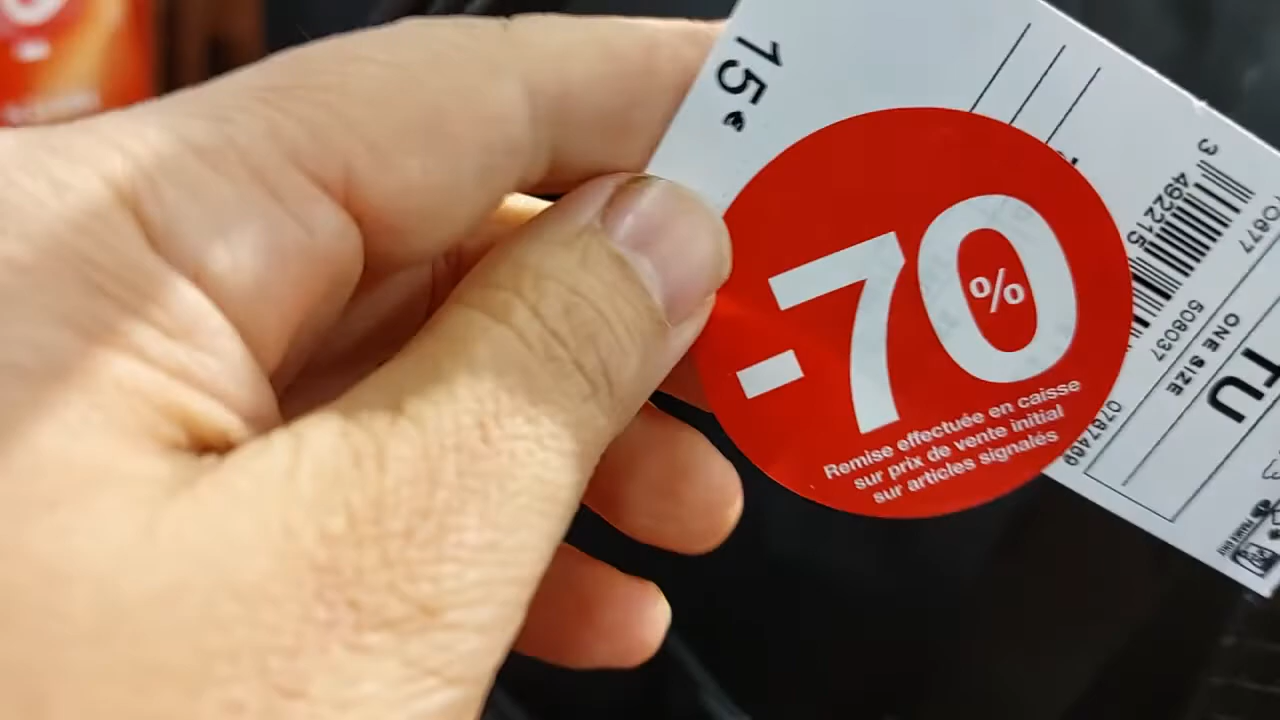 15€
-70%
Remise effectuée en caisse
sur prix de vente initial
sur articles signalés
3
492215
508037
ONE SIZE
TU
0787489